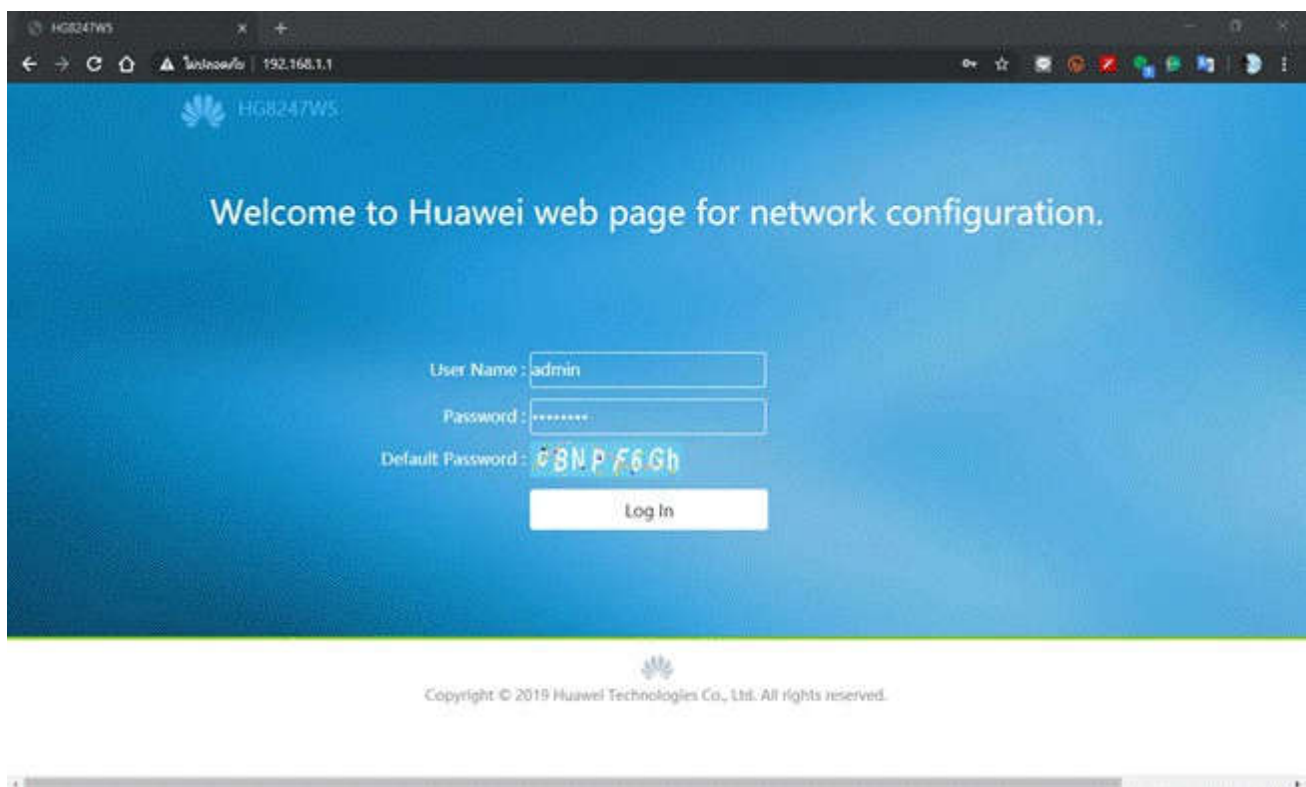 HG8247W5
ไม่ปลอดภัย 192.168.1.1
HG8247W5
Welcome to Huawei web page for network configuration.
User Name : admin
Password : ••••••••
Default Password :
Log In
Copyright © 2019 Huawei Technologies Co., Ltd. All rights reserved.